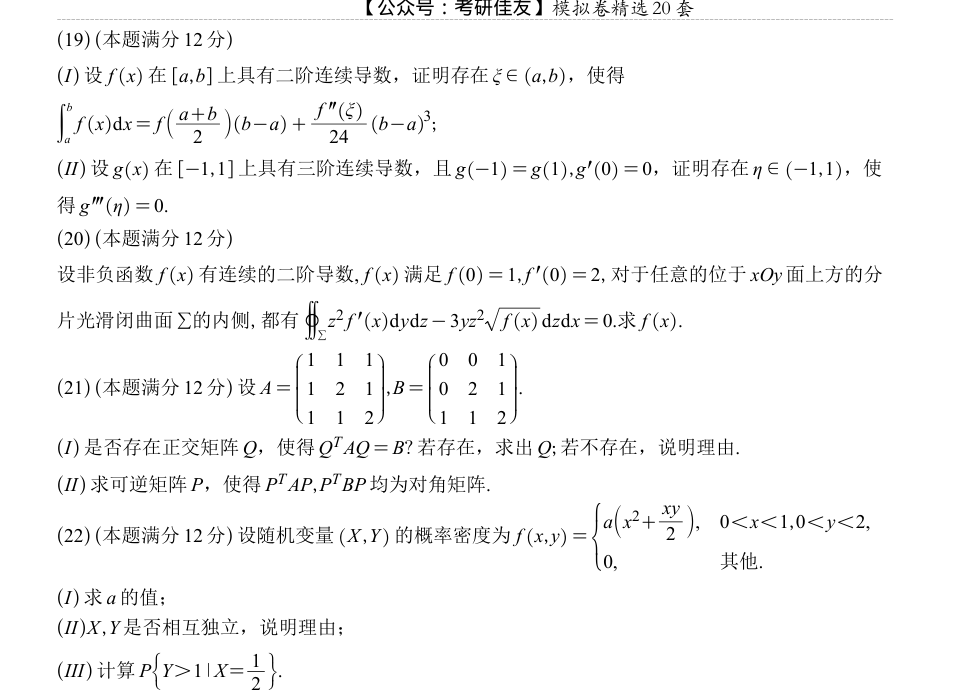 【公众号：考研佳友】模拟卷精选20套
(19)(本题满分12分)
(I) 设 f(x) 在 [a,b] 上具有二阶连续导数，证明存在 ξ∈(a,b)，使得
∫_a^b f(x)dx = f((a+b)/2)(b−a) + f″(ξ)/24 (b−a)³;
(II) 设 g(x) 在 [−1,1] 上具有三阶连续导数，且 g(−1)=g(1),g′(0)=0，证明存在 η∈(−1,1)，使
得 g‴(η)=0.
(20)(本题满分12分)
设非负函数 f(x) 有连续的二阶导数, f(x) 满足 f(0)=1,f′(0)=2, 对于任意的位于 xOy 面上方的分
片光滑闭曲面 Σ的内侧, 都有 ∯_Σ z²f′(x)dydz−3yz²√(f(x)) dzdx=0.求 f(x).
(21)(本题满分12分) 设 A=(1 1 1; 1 2 1; 1 1 2),B=(0 0 1; 0 2 1; 1 1 2).
(I) 是否存在正交矩阵 Q，使得 Q^T AQ=B? 若存在，求出 Q; 若不存在，说明理由.
(II) 求可逆矩阵 P，使得 P^T AP,P^T BP 均为对角矩阵.
(22)(本题满分12分) 设随机变量 (X,Y) 的概率密度为 f(x,y)={a(x²+xy/2), 0<x<1,0<y<2,
0, 其他.
(I) 求 a 的值；
(II)X,Y 是否相互独立，说明理由；
(III) 计算 P{Y>1|X=1/2}.